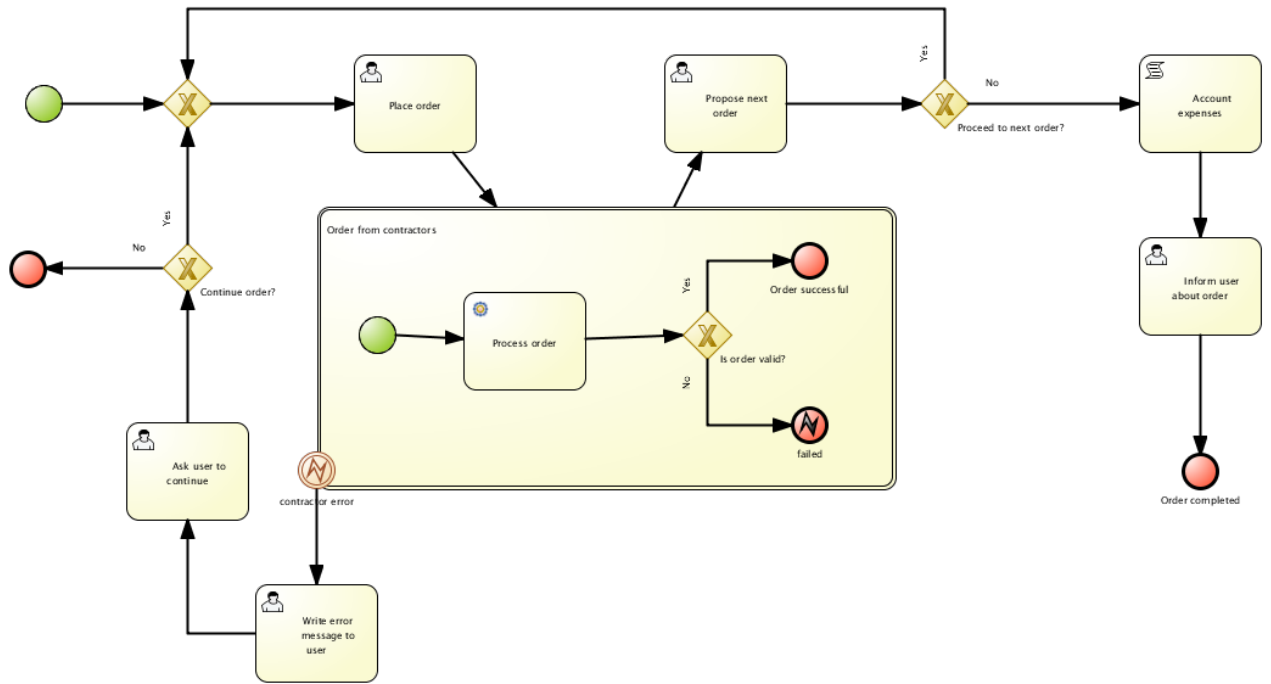 Yes
Place order
Propose next
order
No
Account
expenses
Proceed to next order?
Yes
No
Continue order?
Order from contractors
Inform user
about order
Yes
Order successful
Process order
Is order valid?
No
failed
Ask user to
continue
contractor error
Order completed
Write error
message to
user